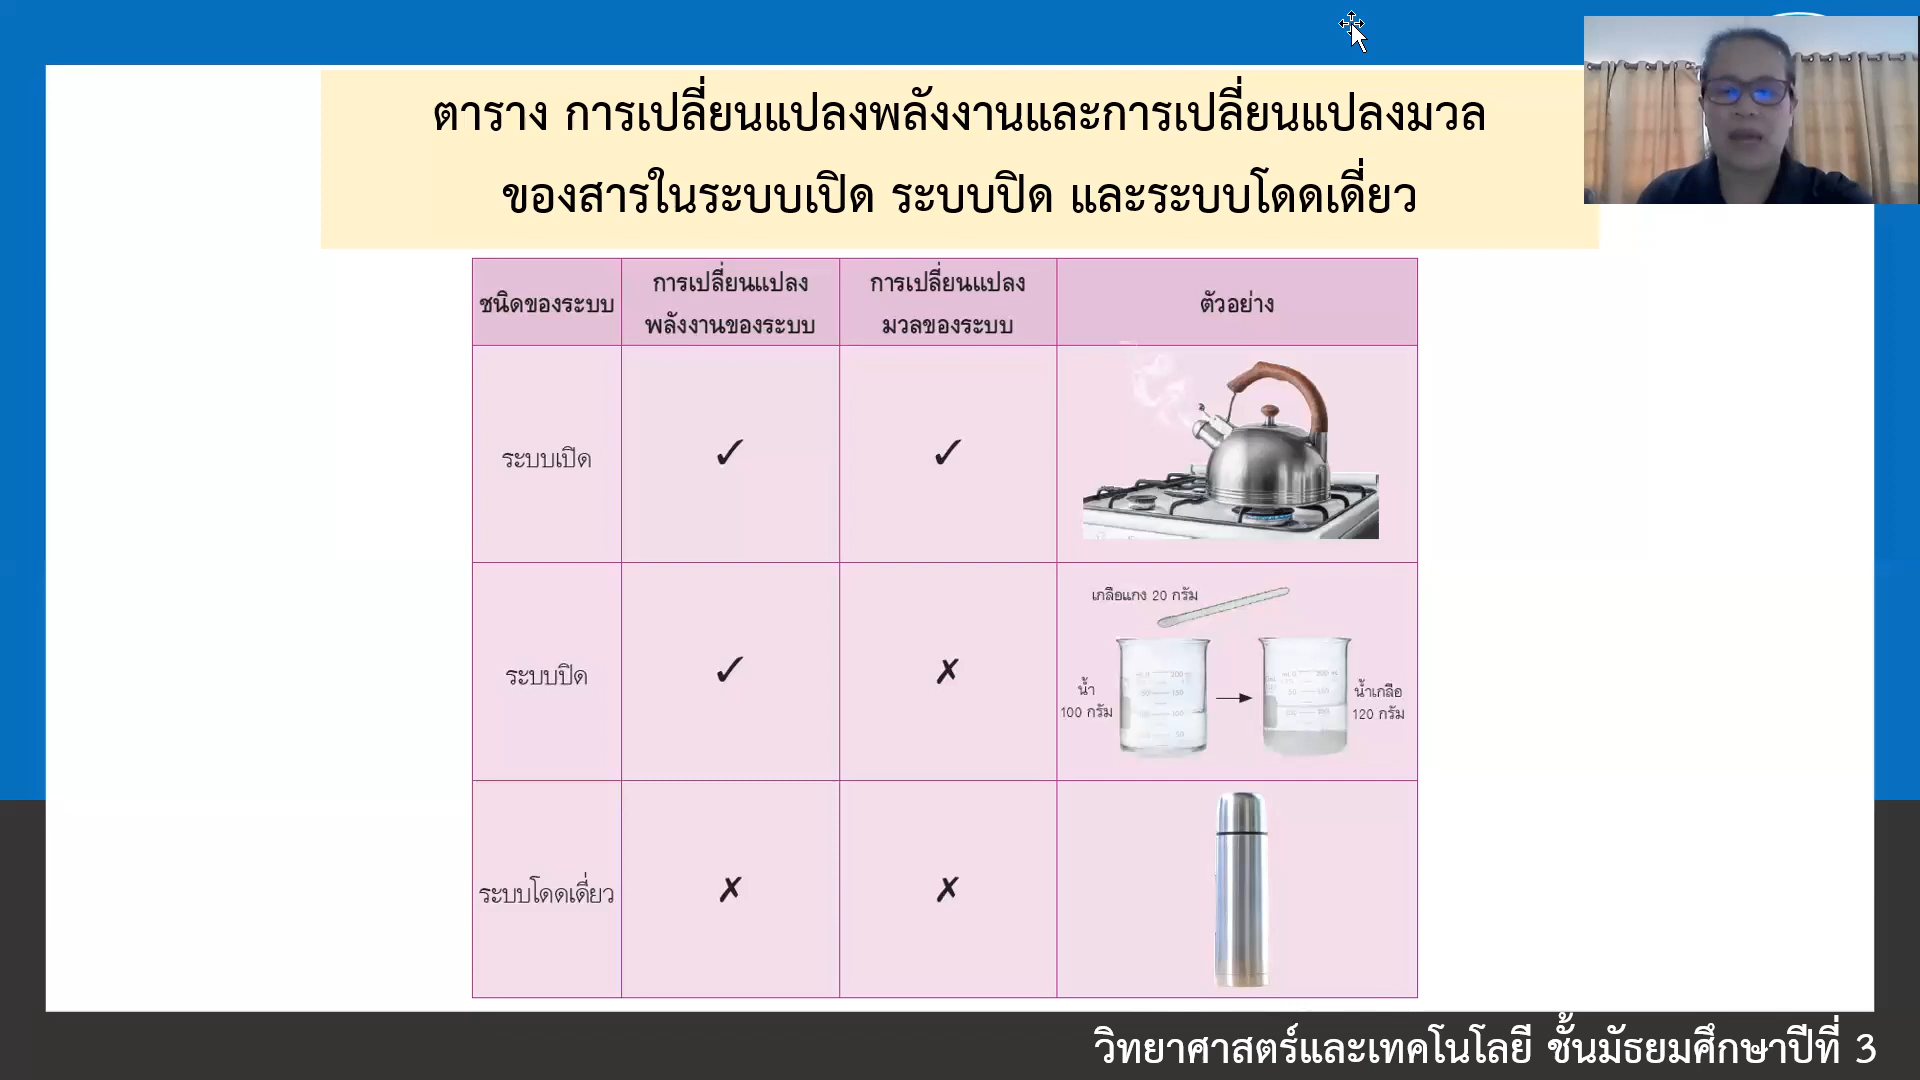 ตาราง การเปลี่ยนแปลงพลังงานและการเปลี่ยนแปลงมวล
ของสารในระบบเปิด ระบบปิด และระบบโดดเดี่ยว
ชนิดของระบบ
การเปลี่ยนแปลง
พลังงานของระบบ
การเปลี่ยนแปลง
มวลของระบบ
ตัวอย่าง
ระบบเปิด
✓
✓
ระบบปิด
✓
✗
เกลือแกง 20 กรัม
น้ำ
100 กรัม
น้ำเกลือ
120 กรัม
ระบบโดดเดี่ยว
✗
✗
วิทยาศาสตร์และเทคโนโลยี ชั้นมัธยมศึกษาปีที่ 3